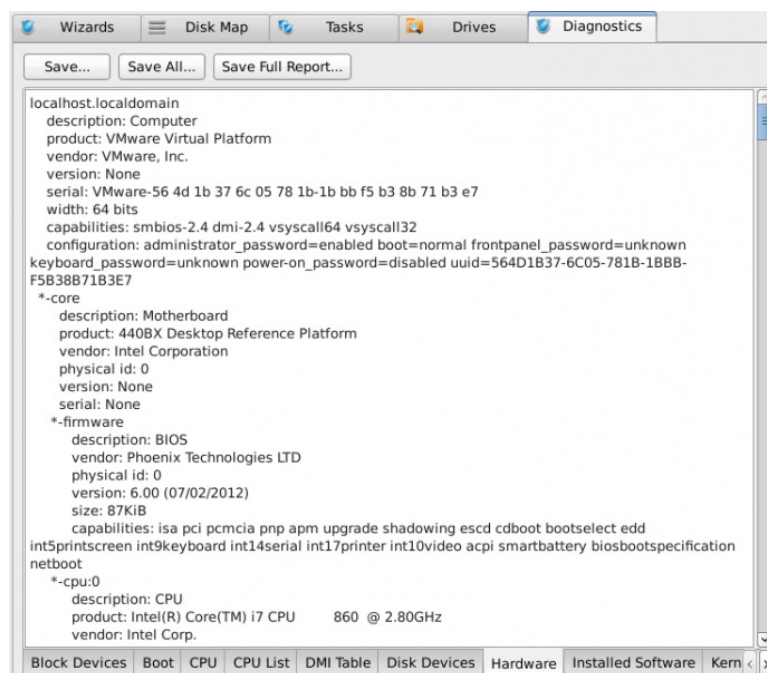 Wizards Disk Map Tasks Drives Diagnostics
Save... Save All... Save Full Report...
localhost.localdomain
description: Computer
product: VMware Virtual Platform
vendor: VMware, Inc.
version: None
serial: VMware-56 4d 1b 37 6c 05 78 1b-1b bb f5 b3 8b 71 b3 e7
width: 64 bits
capabilities: smbios-2.4 dmi-2.4 vsyscall64 vsyscall32
configuration: administrator_password=enabled boot=normal frontpanel_password=unknown
keyboard_password=unknown power-on_password=disabled uuid=564D1B37-6C05-781B-1BBB-
F5B38B71B3E7
*-core
description: Motherboard
product: 440BX Desktop Reference Platform
vendor: Intel Corporation
physical id: 0
version: None
serial: None
*-firmware
description: BIOS
vendor: Phoenix Technologies LTD
physical id: 0
version: 6.00 (07/02/2012)
size: 87KiB
capabilities: isa pci pcmcia pnp apm upgrade shadowing escd cdboot bootselect edd
int5printscreen int9keyboard int14serial int17printer int10video acpi smartbattery biosbootspecification
netboot
*-cpu:0
description: CPU
product: Intel(R) Core(TM) i7 CPU 860 @ 2.80GHz
vendor: Intel Corp.
Block Devices Boot CPU CPU List DMI Table Disk Devices Hardware Installed Software Kern